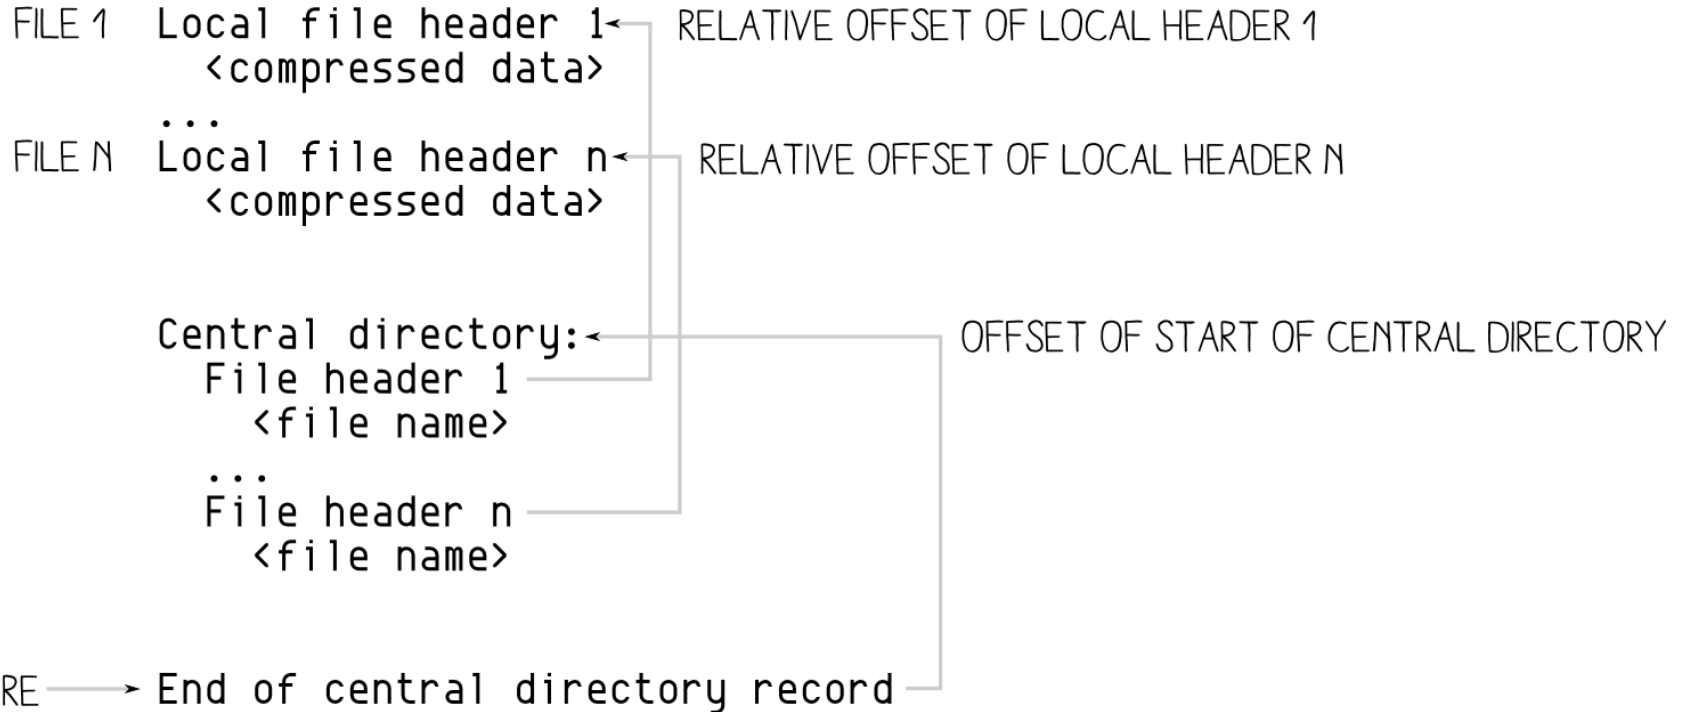 FILE 1 Local file header 1 RELATIVE OFFSET OF LOCAL HEADER 1
<compressed data>
...
FILE N Local file header n RELATIVE OFFSET OF LOCAL HEADER N
<compressed data>
Central directory: OFFSET OF START OF CENTRAL DIRECTORY
File header 1
<file name>
...
File header n
<file name>
RE End of central directory record